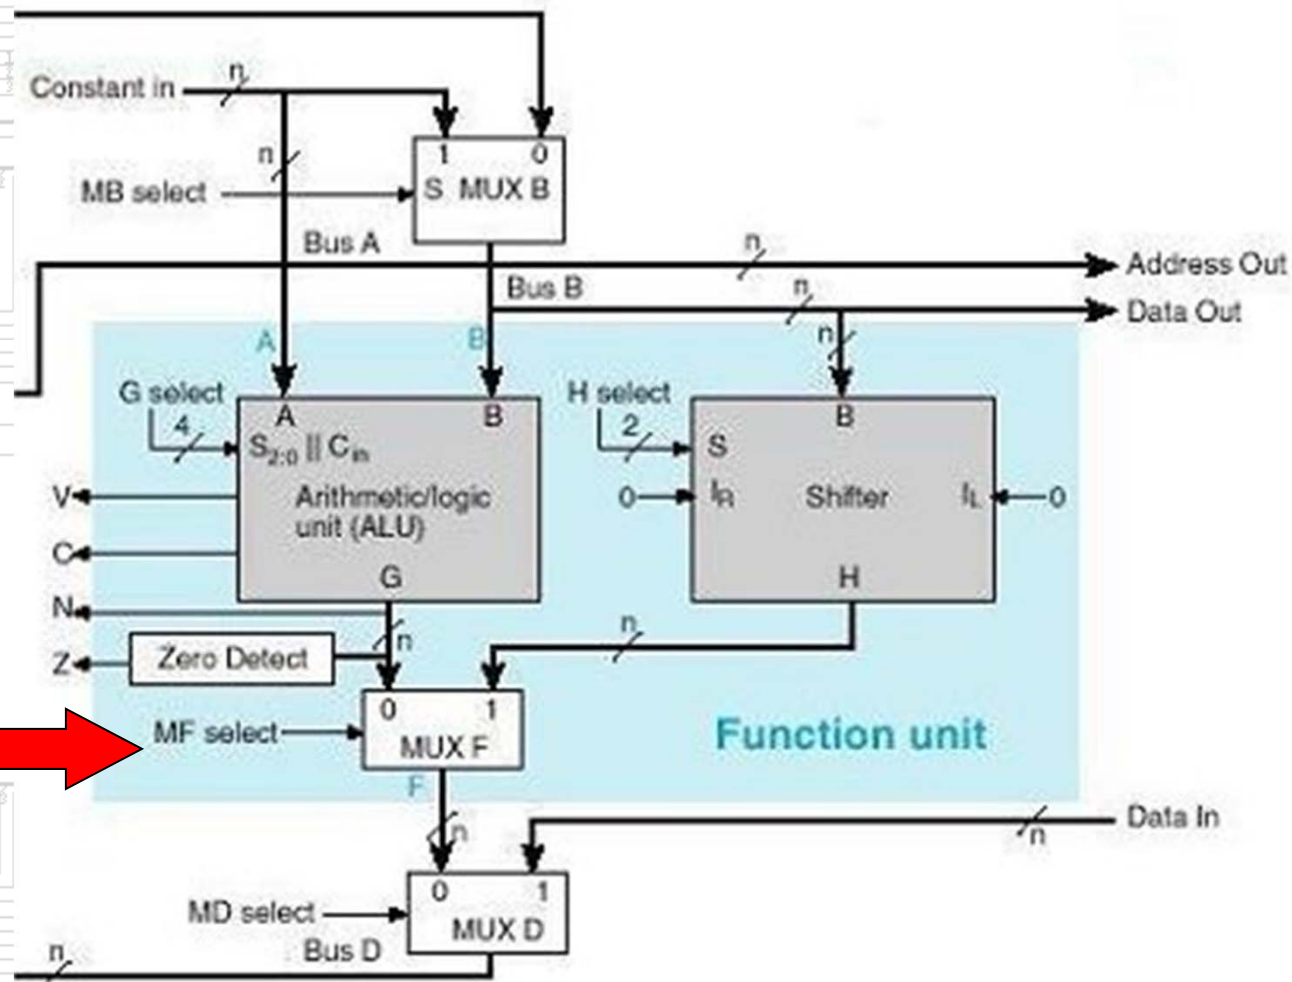 n
Constant in
n
1 0
MB select
S MUX B
Bus A
n
Address Out
Bus B
n
Data Out
A
B
n
G select
4
H select
2
A
B
B
S2:0 || Cin
S
V
Arithmetic/logic
unit (ALU)
0
IR
Shifter
IL
0
C
G
H
N
n
n
Z
Zero Detect
0 1
MF select
MUX F
Function unit
F
n
Data In
n
0 1
MD select
MUX D
n
Bus D